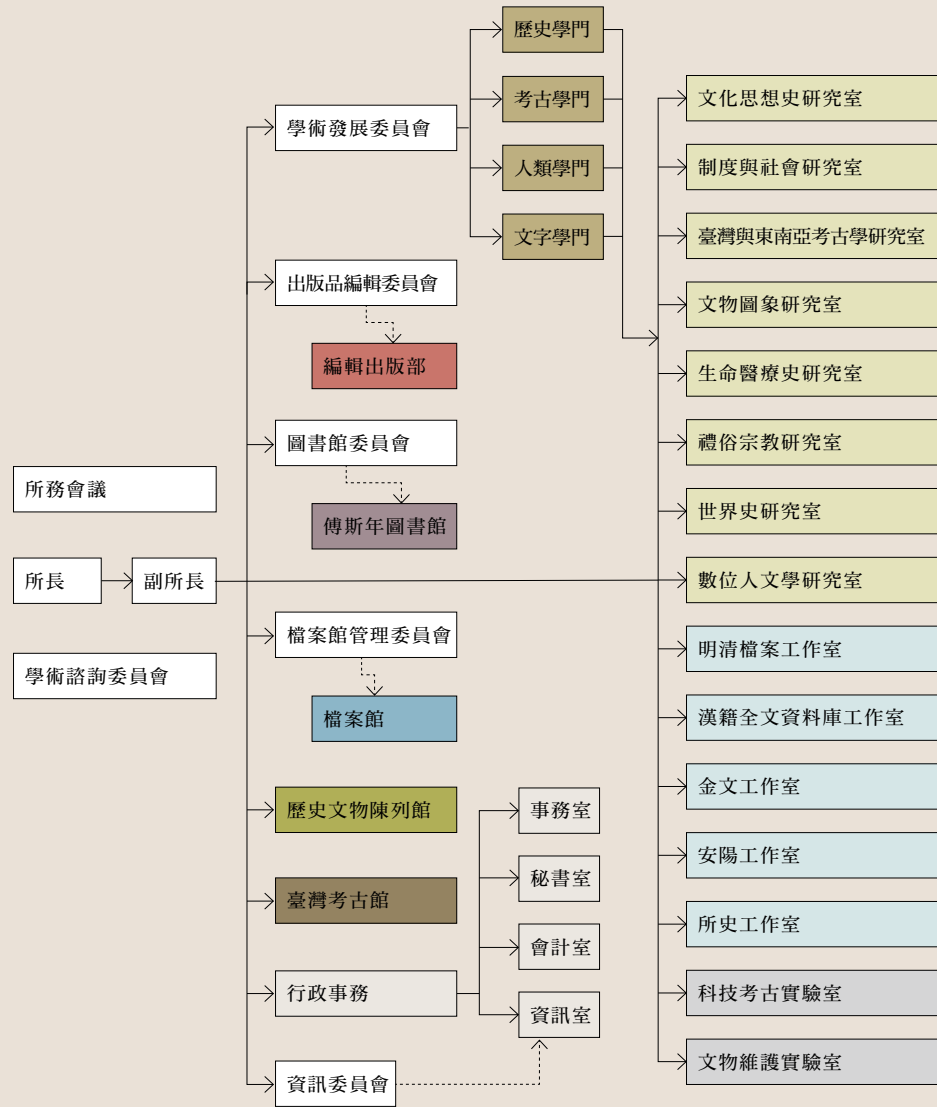 所務會議
所長
副所長
學術諮詢委員會
學術發展委員會
出版品編輯委員會
編輯出版部
圖書館委員會
傅斯年圖書館
檔案館管理委員會
檔案館
歷史文物陳列館
臺灣考古館
行政事務
資訊委員會
歷史學門
考古學門
人類學門
文字學門
事務室
秘書室
會計室
資訊室
文化思想史研究室
制度與社會研究室
臺灣與東南亞考古學研究室
文物圖象研究室
生命醫療史研究室
禮俗宗教研究室
世界史研究室
數位人文學研究室
明清檔案工作室
漢籍全文資料庫工作室
金文工作室
安陽工作室
所史工作室
科技考古實驗室
文物維護實驗室